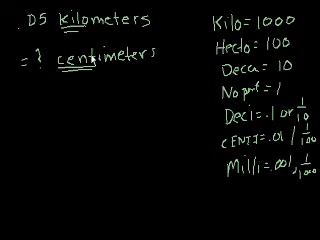 .05 kilometers
= ? centimeters
Kilo = 1000
Hecto = 100
Deca = 10
No pref = 1
Deci = .1 or 1/10
CENTI = .01 / 1/100
Milli = .001, 1/1000